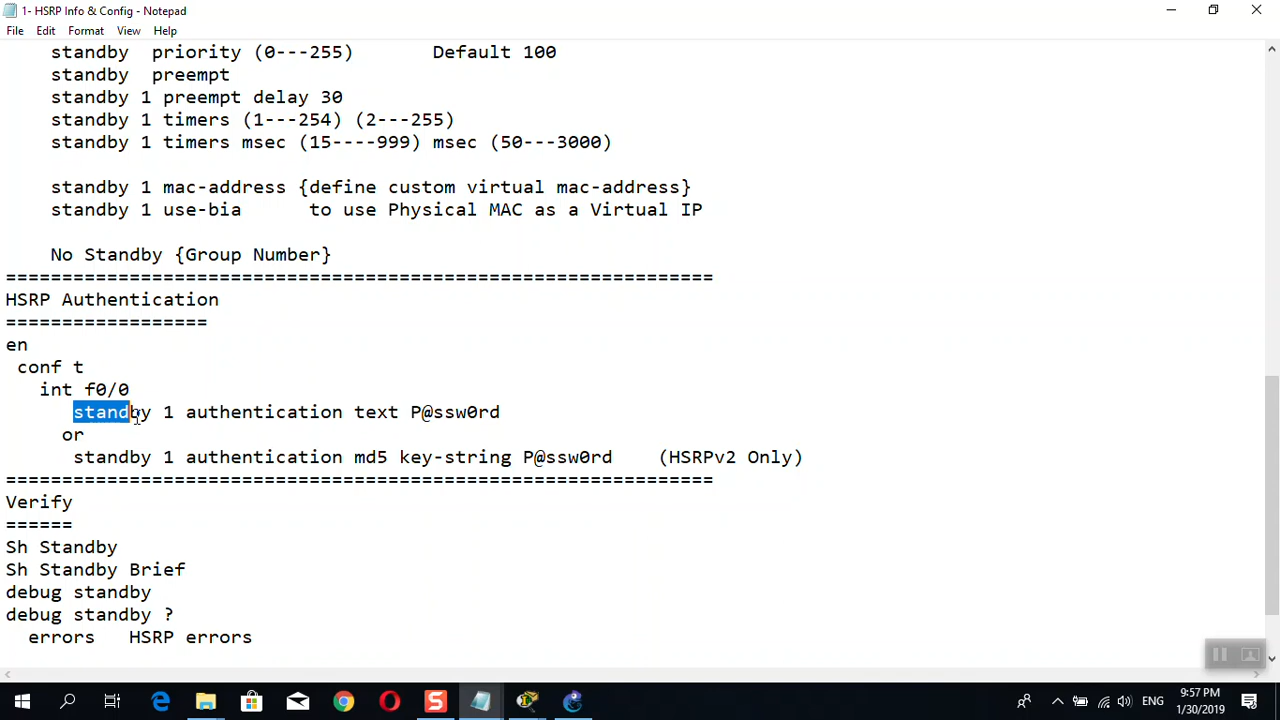 1- HSRP Info & Config - Notepad
File Edit Format View Help
standby priority (0---255) Default 100
standby preempt
standby 1 preempt delay 30
standby 1 timers (1---254) (2---255)
standby 1 timers msec (15----999) msec (50---3000)
standby 1 mac-address {define custom virtual mac-address}
standby 1 use-bia to use Physical MAC as a Virtual IP
No Standby {Group Number}
===============================================================
HSRP Authentication
==================
en
conf t
int f0/0
standby 1 authentication text P@ssw0rd
or
standby 1 authentication md5 key-string P@ssw0rd (HSRPv2 Only)
===============================================================
Verify
======
Sh Standby
Sh Standby Brief
debug standby
debug standby ?
errors HSRP errors
ENG
9:57 PM
1/30/2019